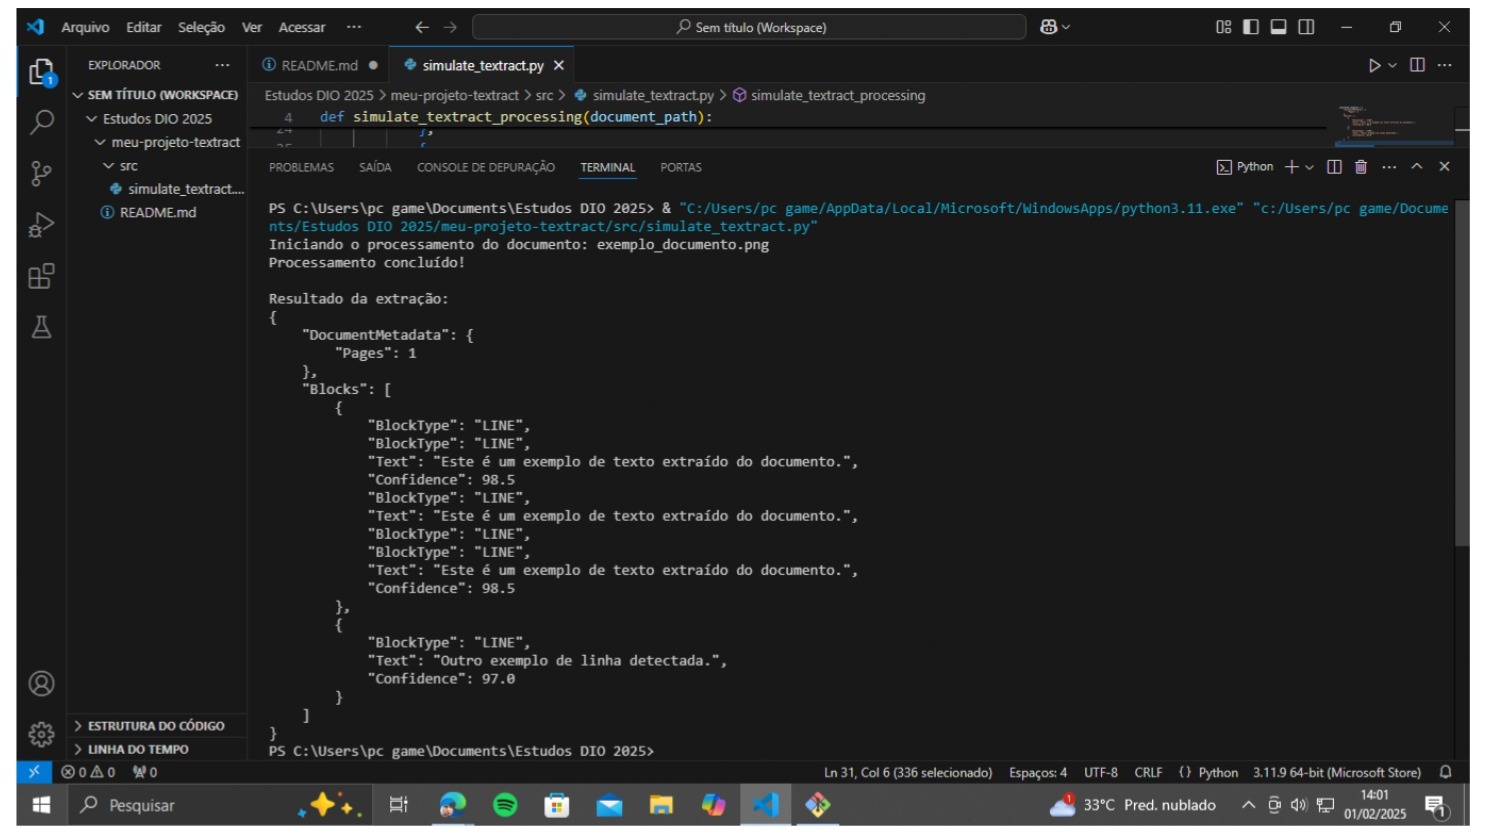 Arquivo Editar Seleção Ver Acessar ··· Sem título (Workspace)
EXPLORADOR ···
README.md
simulate_textract.py
SEM TÍTULO (WORKSPACE)
Estudos DIO 2025
meu-projeto-textract
src
simulate_textract....
README.md
ESTRUTURA DO CÓDIGO
LINHA DO TEMPO
Estudos DIO 2025 > meu-projeto-textract > src > simulate_textract.py > simulate_textract_processing
4 def simulate_textract_processing(document_path):
24 },
25 {
PROBLEMAS SAÍDA CONSOLE DE DEPURAÇÃO TERMINAL PORTAS Python
PS C:\Users\pc game\Documents\Estudos DIO 2025> & "C:/Users/pc game/AppData/Local/Microsoft/WindowsApps/python3.11.exe" "c:/Users/pc game/Docume
nts/Estudos DIO 2025/meu-projeto-textract/src/simulate_textract.py"
Iniciando o processamento do documento: exemplo_documento.png
Processamento concluído!
Resultado da extração:
{
"DocumentMetadata": {
"Pages": 1
},
"Blocks": [
{
"BlockType": "LINE",
"BlockType": "LINE",
"Text": "Este é um exemplo de texto extraído do documento.",
"Confidence": 98.5
"BlockType": "LINE",
"Text": "Este é um exemplo de texto extraído do documento.",
"BlockType": "LINE",
"BlockType": "LINE",
"Text": "Este é um exemplo de texto extraído do documento.",
"Confidence": 98.5
},
{
"BlockType": "LINE",
"Text": "Outro exemplo de linha detectada.",
"Confidence": 97.0
}
]
}
PS C:\Users\pc game\Documents\Estudos DIO 2025>
0 0 0 Ln 31, Col 6 (336 selecionado) Espaços: 4 UTF-8 CRLF {} Python 3.11.9 64-bit (Microsoft Store)
Pesquisar 33°C Pred. nublado 14:01
01/02/2025